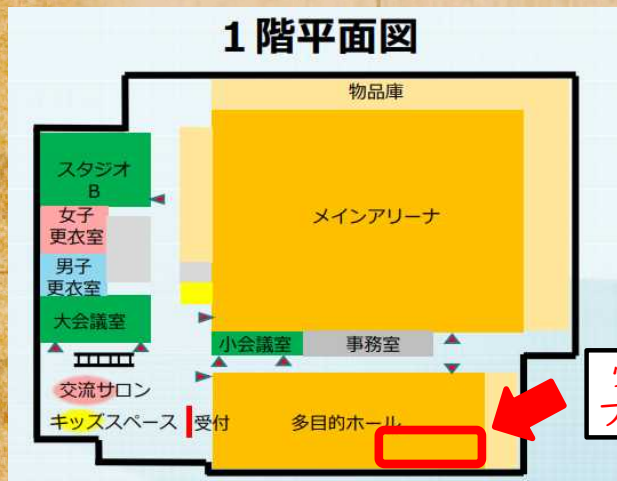 1階平面図
物品庫
スタジオ
B
メインアリーナ
女子
更衣室
男子
更衣室
大会議室
小会議室
事務室
交流サロン
キッズスペース
受付
多目的ホール